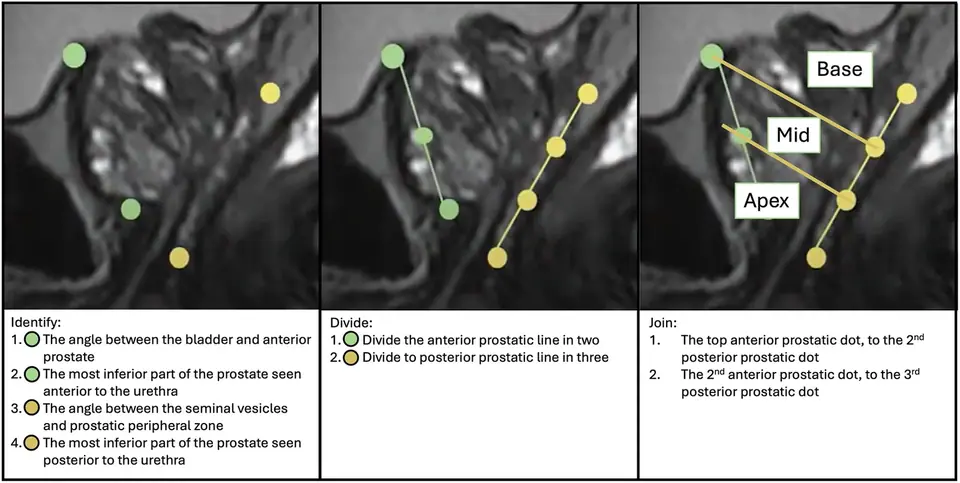 Base
Mid
Apex
Identify:
1. The angle between the bladder and anterior
prostate
2. The most inferior part of the prostate seen
anterior to the urethra
3. The angle between the seminal vesicles
and prostatic peripheral zone
4. The most inferior part of the prostate seen
posterior to the urethra
Divide:
1. Divide the anterior prostatic line in two
2. Divide to posterior prostatic line in three
Join:
1. The top anterior prostatic dot, to the 2nd
posterior prostatic dot
2. The 2nd anterior prostatic dot, to the 3rd
posterior prostatic dot